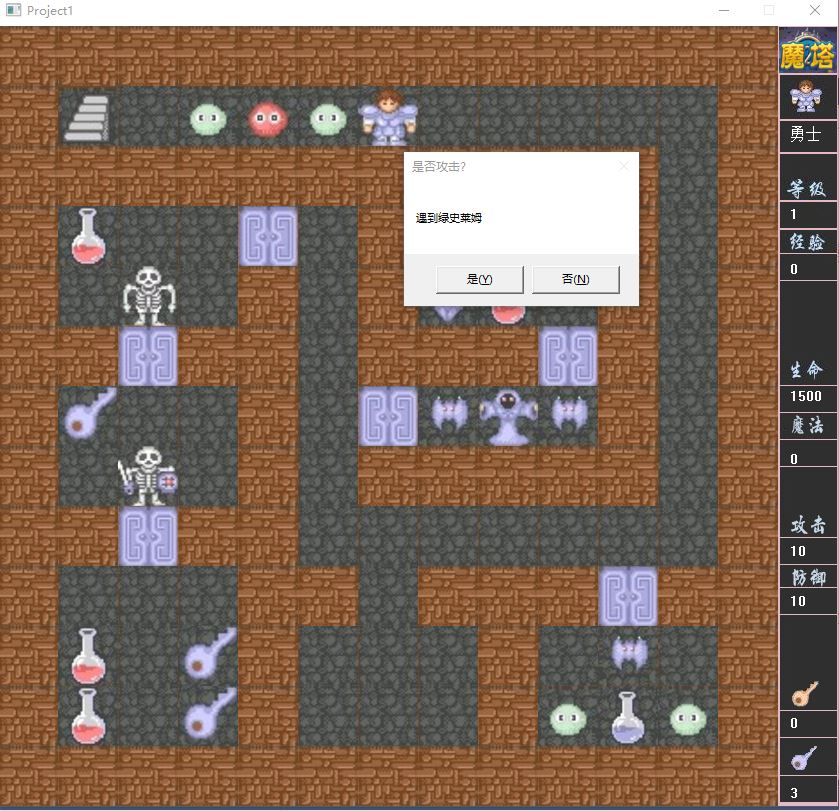 Project1
魔塔
勇士
是否攻击?
遇到绿史莱姆
是(Y)
否(N)
等级
1
经验
0
生命
1500
魔法
0
攻击
10
防御
10
0
3